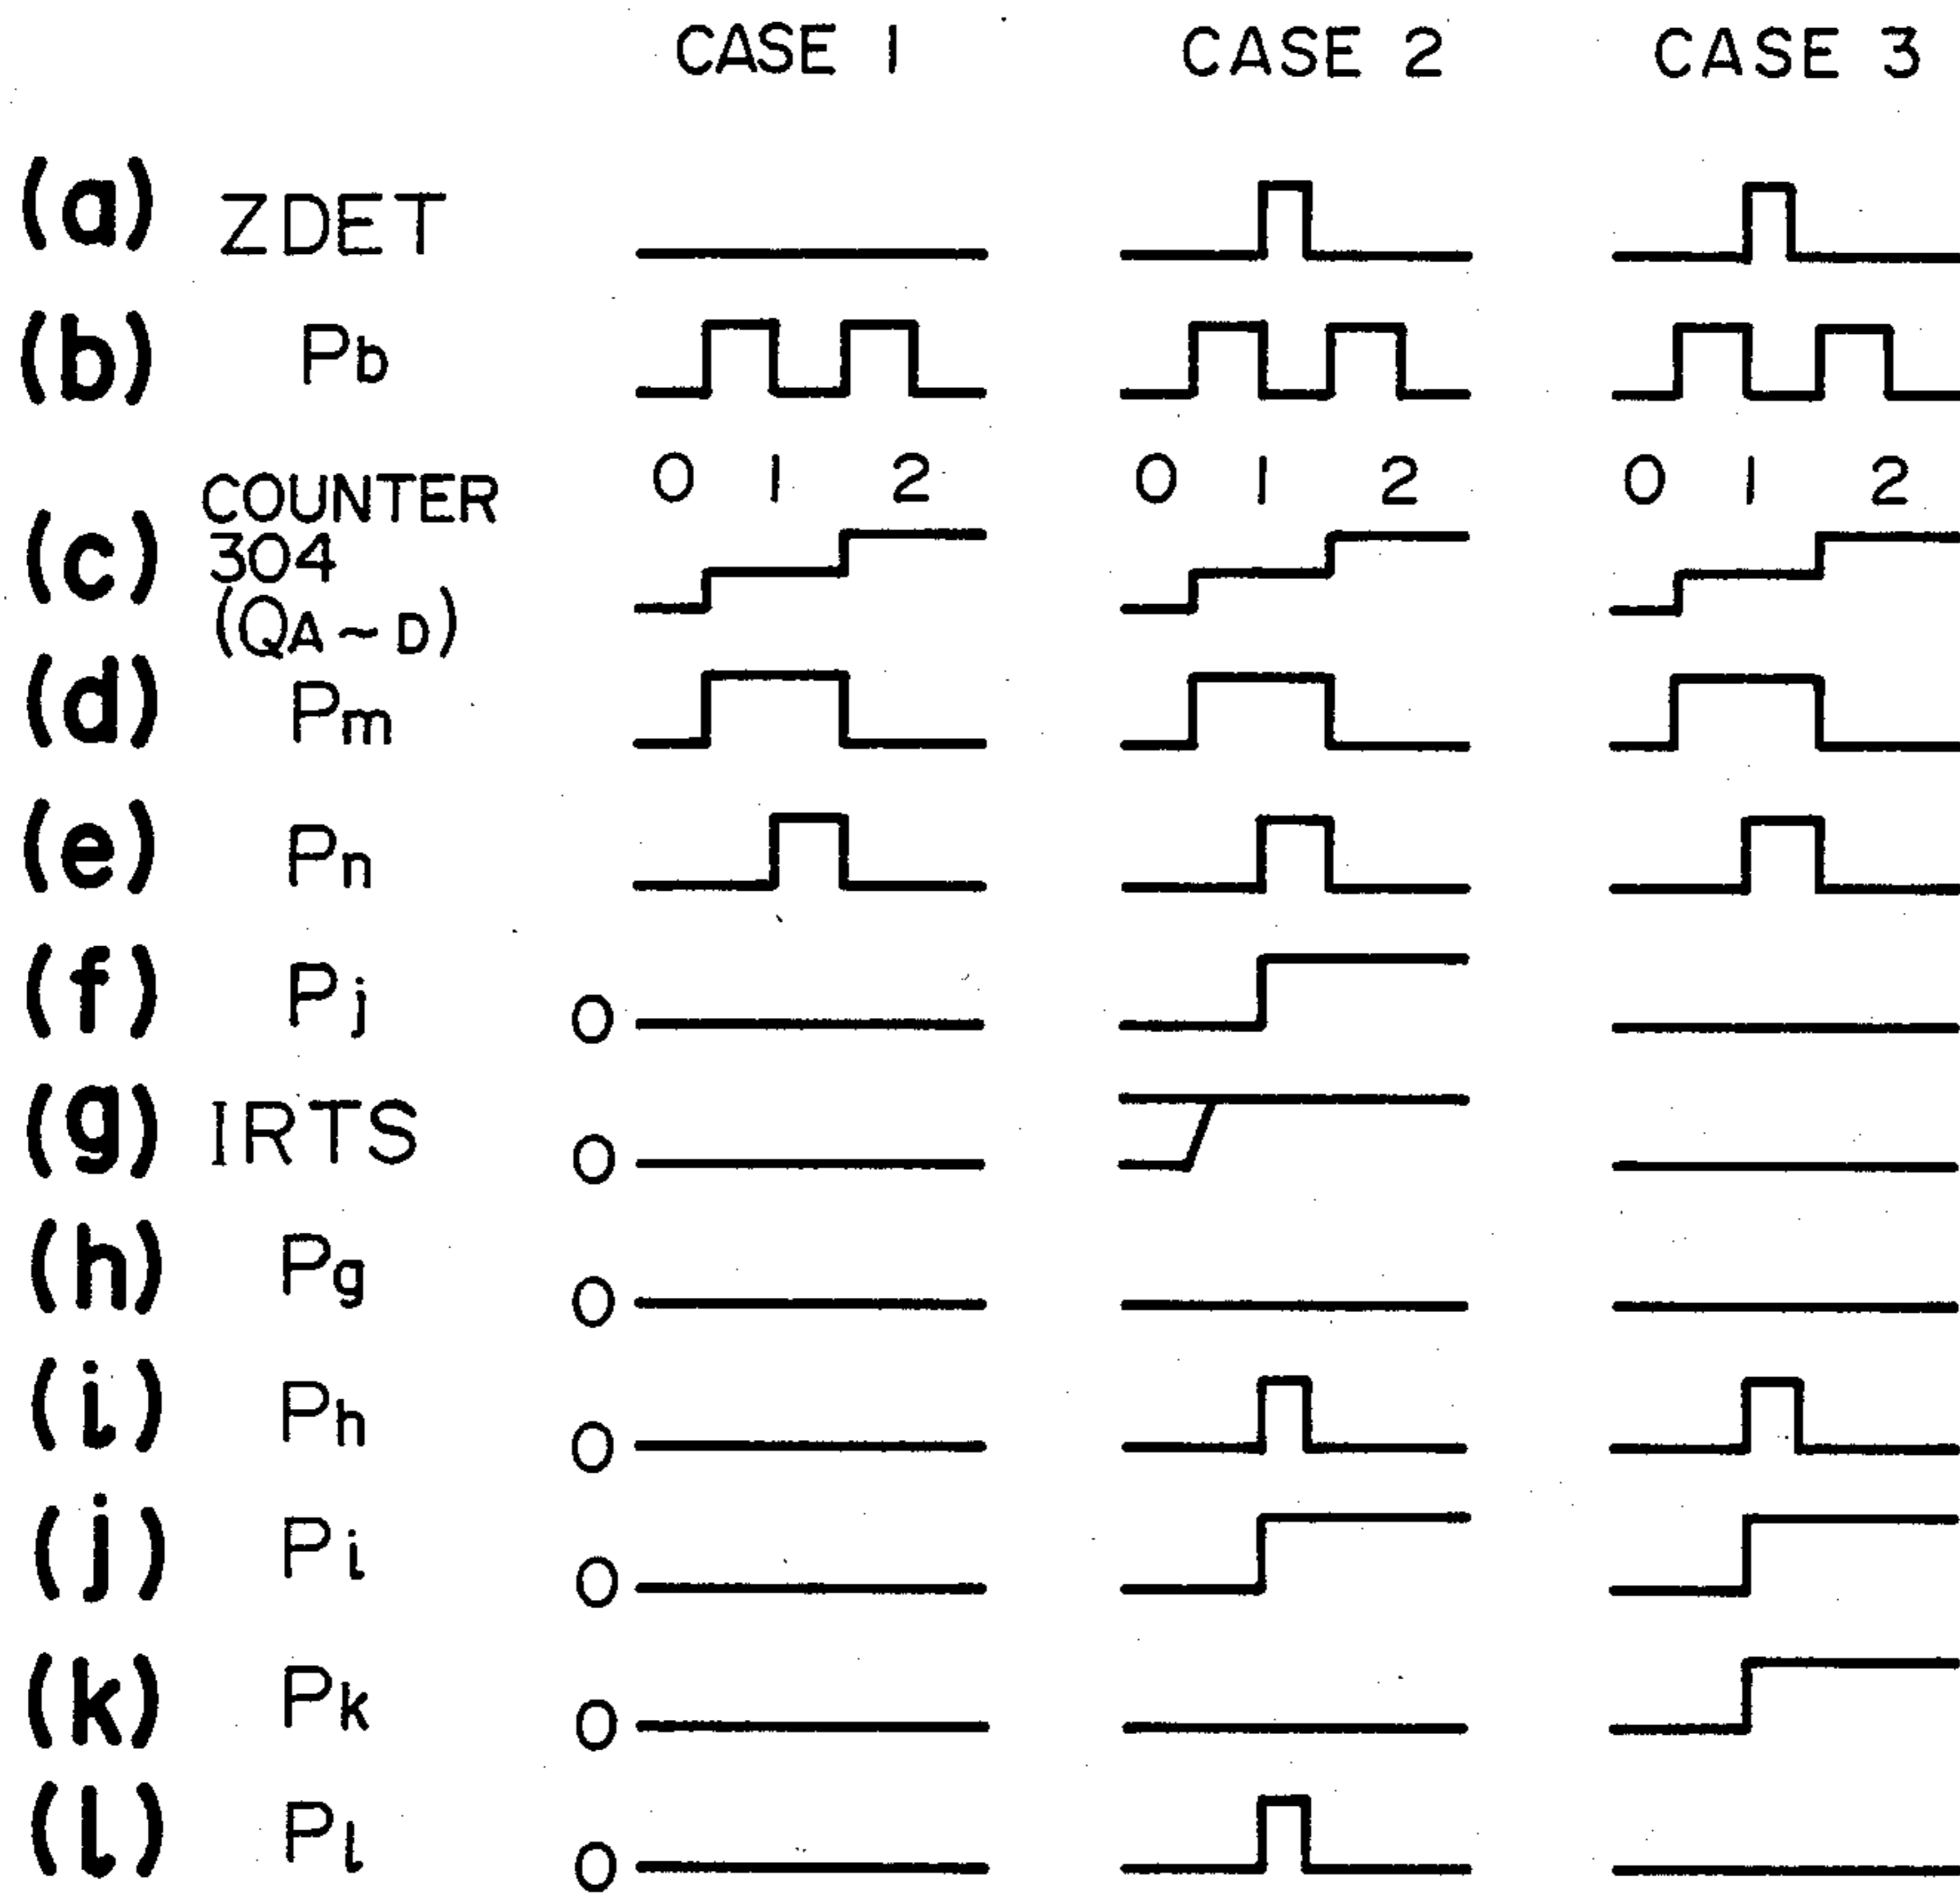 CASE 1 CASE 2 CASE 3
(a) ZDET
(b) Pb
0 1 2 0 1 2 0 1 2
(c) COUNTER
304
(QA~D)
(d) Pm
(e) Pn
(f) Pj 0
(g) IRTS 0
(h) Pg 0
(i) Ph 0
(j) Pi 0
(k) Pk 0
(l) Pl 0